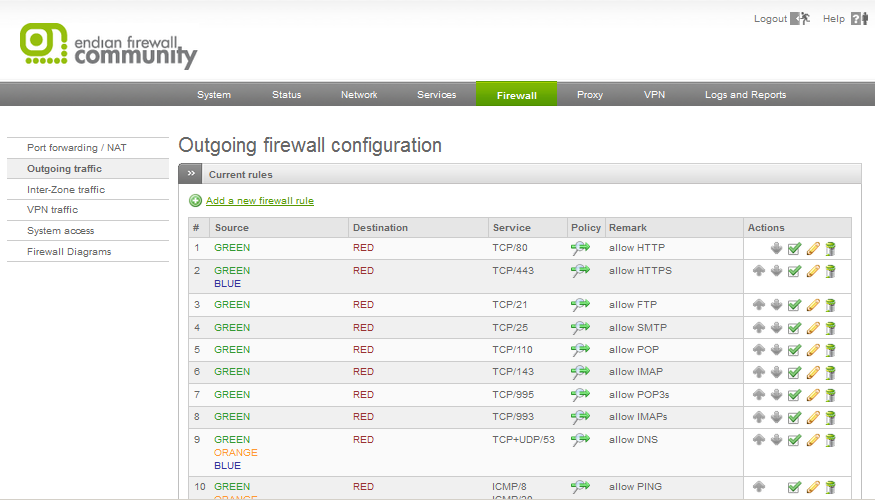 Logout Help
endian firewall
community
System Status Network Services Firewall Proxy VPN Logs and Reports
Port forwarding / NAT
Outgoing traffic
Inter-Zone traffic
VPN traffic
System access
Firewall Diagrams
Outgoing firewall configuration
Current rules
Add a new firewall rule
# Source Destination Service Policy Remark Actions
1 GREEN RED TCP/80 allow HTTP
2 GREEN RED TCP/443 allow HTTPS
BLUE
3 GREEN RED TCP/21 allow FTP
4 GREEN RED TCP/25 allow SMTP
5 GREEN RED TCP/110 allow POP
6 GREEN RED TCP/143 allow IMAP
7 GREEN RED TCP/995 allow POP3s
8 GREEN RED TCP/993 allow IMAPs
9 GREEN RED TCP+UDP/53 allow DNS
ORANGE
BLUE
10 GREEN RED ICMP/8 allow PING
ORANGE ICMP/30